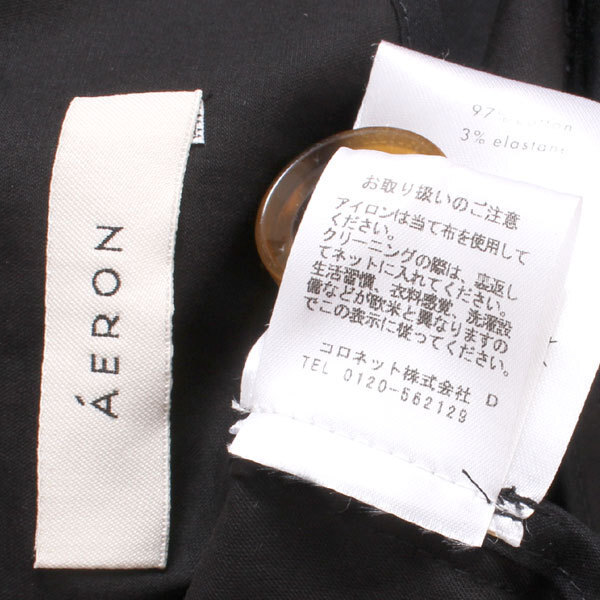 ÁERON
97% cotton
3% elastan
お取り扱いのご注意
アイロンは当て布を使用して
ください。
クリーニングの際は、裏返し
てネットに入れてください。
生活習慣、衣料感覚、洗濯設
備などが欧米と異なりますの
でこの表示に従ってください。
コロネット株式会社 D
TEL 0120-562129